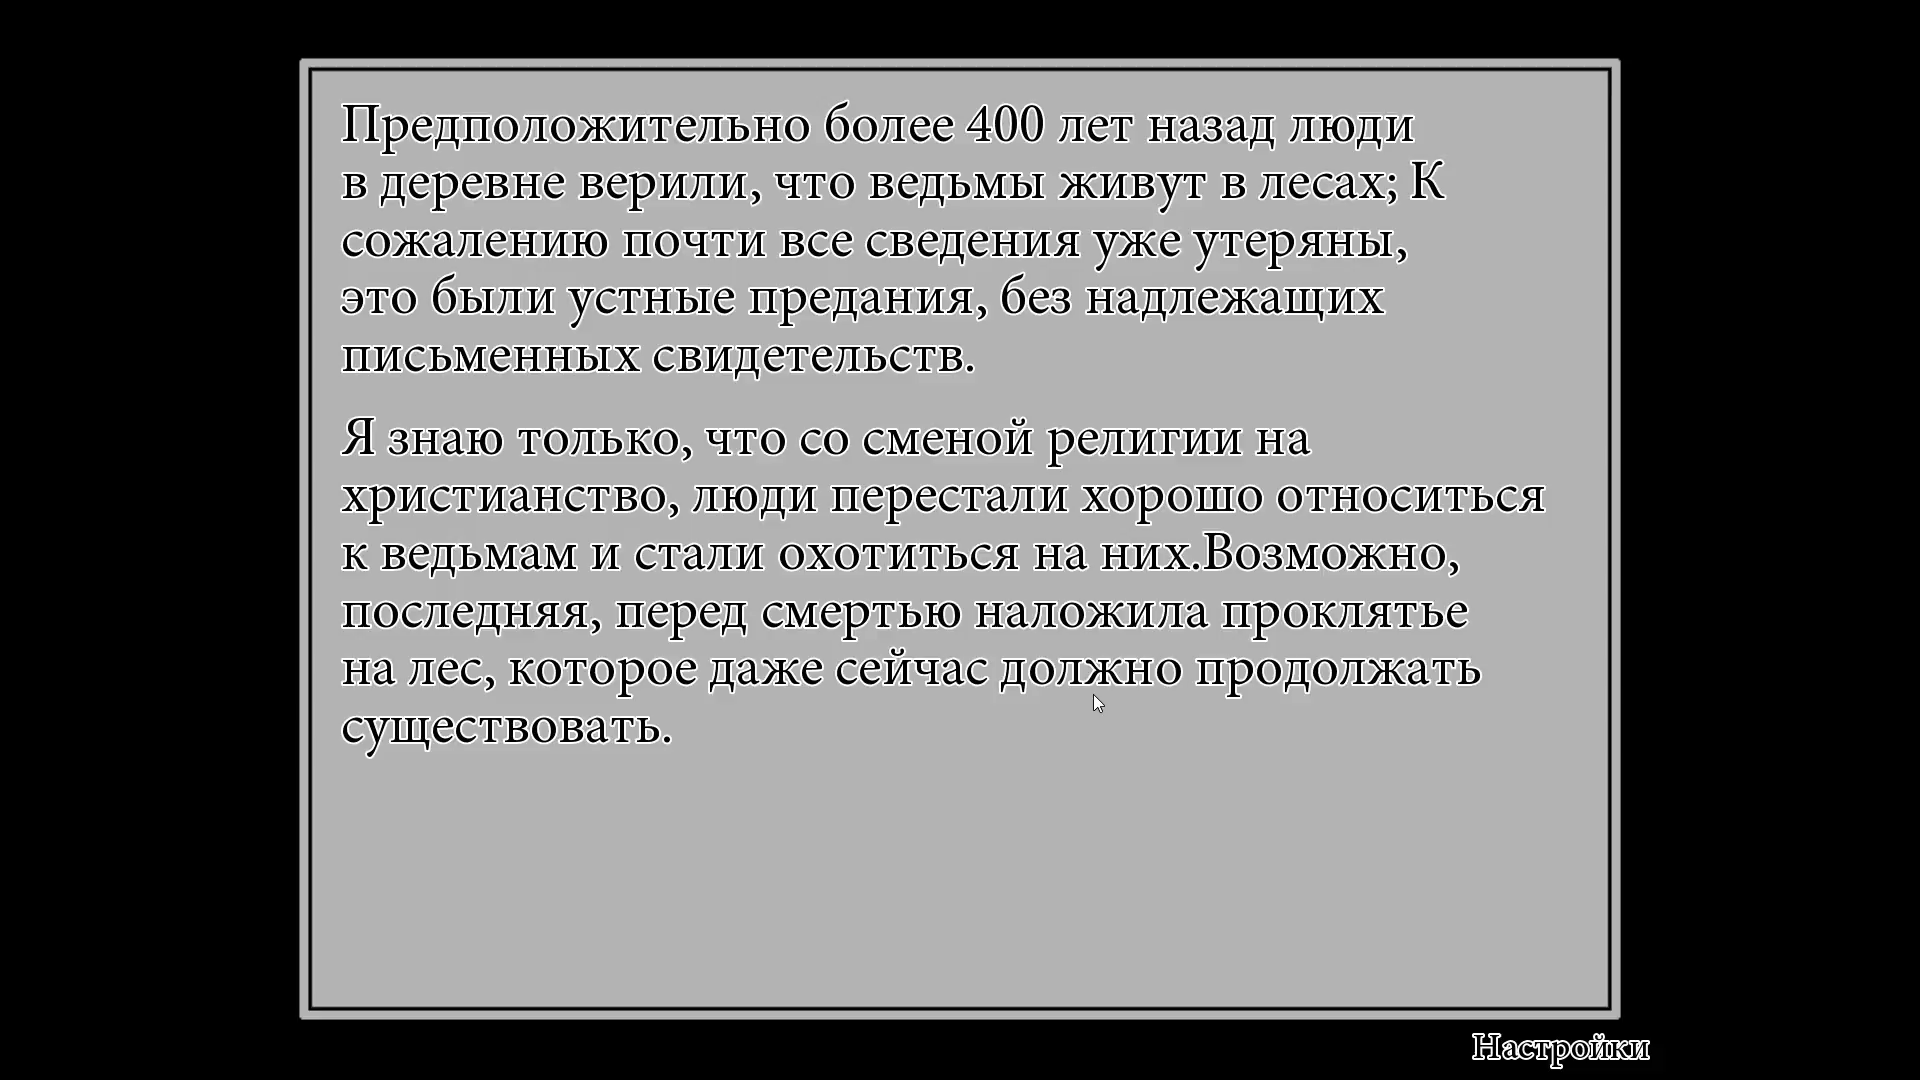 Предположительно более 400 лет назад люди
в деревне верили, что ведьмы живут в лесах; К
сожалению почти все сведения уже утеряны,
это были устные предания, без надлежащих
письменных свидетельств.
Я знаю только, что со сменой религии на
христианство, люди перестали хорошо относиться
к ведьмам и стали охотиться на них.Возможно,
последняя, перед смертью наложила проклятье
на лес, которое даже сейчас должно продолжать
существовать.
Настройки